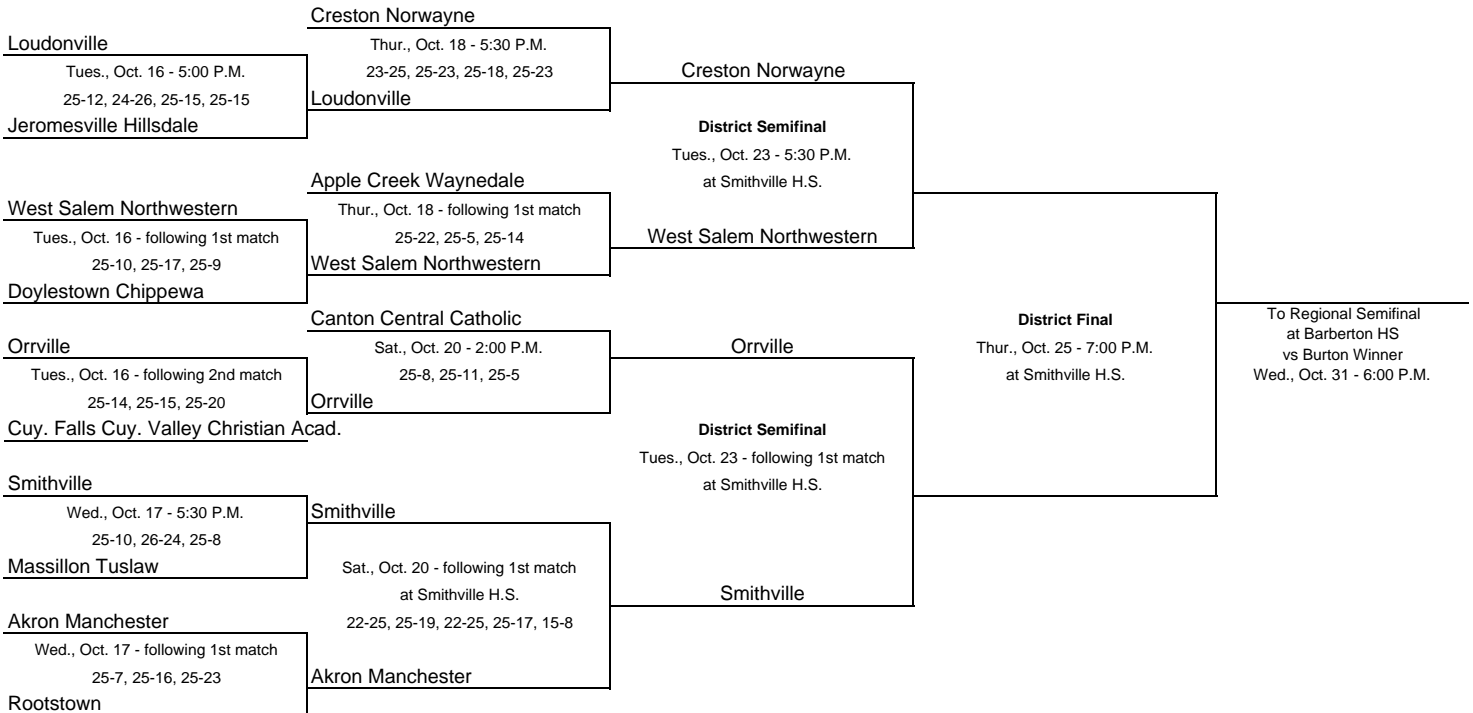 Loudonville
Tues., Oct. 16 - 5:00 P.M.
25-12, 24-26, 25-15, 25-15
Jeromesville Hillsdale
West Salem Northwestern
Tues., Oct. 16 - following 1st match
25-10, 25-17, 25-9
Doylestown Chippewa
Orrville
Tues., Oct. 16 - following 2nd match
25-14, 25-15, 25-20
Cuy. Falls Cuy. Valley Christian Acad.
Smithville
Wed., Oct. 17 - 5:30 P.M.
25-10, 26-24, 25-8
Massillon Tuslaw
Akron Manchester
Wed., Oct. 17 - following 1st match
25-7, 25-16, 25-23
Rootstown
Creston Norwayne
Thur., Oct. 18 - 5:30 P.M.
23-25, 25-23, 25-18, 25-23
Loudonville
Apple Creek Waynedale
Thur., Oct. 18 - following 1st match
25-22, 25-5, 25-14
West Salem Northwestern
Canton Central Catholic
Sat., Oct. 20 - 2:00 P.M.
25-8, 25-11, 25-5
Orrville
Smithville
Sat., Oct. 20 - following 1st match
at Smithville H.S.
22-25, 25-19, 22-25, 25-17, 15-8
Akron Manchester
Creston Norwayne
District Semifinal
Tues., Oct. 23 - 5:30 P.M.
at Smithville H.S.
West Salem Northwestern
Orrville
District Semifinal
Tues., Oct. 23 - following 1st match
at Smithville H.S.
Smithville
District Final
Thur., Oct. 25 - 7:00 P.M.
at Smithville H.S.
To Regional Semifinal
at Barberton HS
vs Burton Winner
Wed., Oct. 31 - 6:00 P.M.